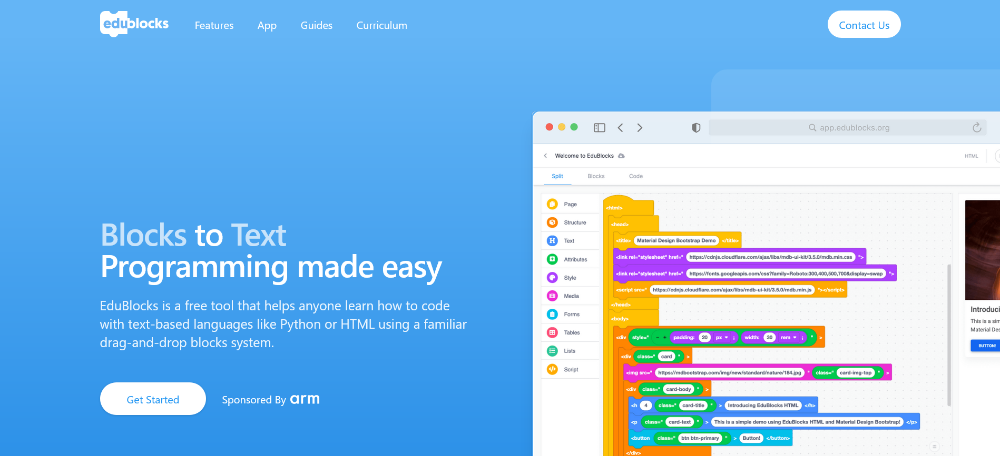 edublocks
Features
App
Guides
Curriculum
Contact Us
Blocks to Text
Programming made easy
EduBlocks is a free tool that helps anyone learn how to code
with text-based languages like Python or HTML using a familiar
drag-and-drop blocks system.
Get Started
Sponsored By arm
app.edublocks.org
Welcome to EduBlocks
HTML
Split
Blocks
Code
Page
Structure
Text
Attributes
Style
Media
Forms
Tables
Lists
Script
<html>
<head>
<title> Material Design Bootstrap Demo </title>
<link rel="stylesheet" href=" https://cdnjs.cloudflare.com/ajax/libs/mdb-ui-kit/3.5.0/mdb.min.css ">
<link rel="stylesheet" href=" https://fonts.googleapis.com/css?family=Roboto:300,400,500,700&display=swap ">
<script src=" https://cdnjs.cloudflare.com/ajax/libs/mdb-ui-kit/3.5.0/mdb.min.js "></script>
</head>
<body>
<div style=" - + padding: 20 px ; width: 30 rem ; " >
<div class=" card " >
<img src=" https://mdbootstrap.com/img/new/standard/nature/184.jpg " class=" card-img-top " >
<div class=" card-body " >
<h 4 class=" card-title " > Introducing EduBlocks HTML </h>
<p class=" card-text " > This is a simple demo using EduBlocks HTML and Material Design Bootstrap! </p>
<button class=" btn btn-primary " > Button! </button>
</div>
Introduci
This is a sim
Material Des
BUTTON!